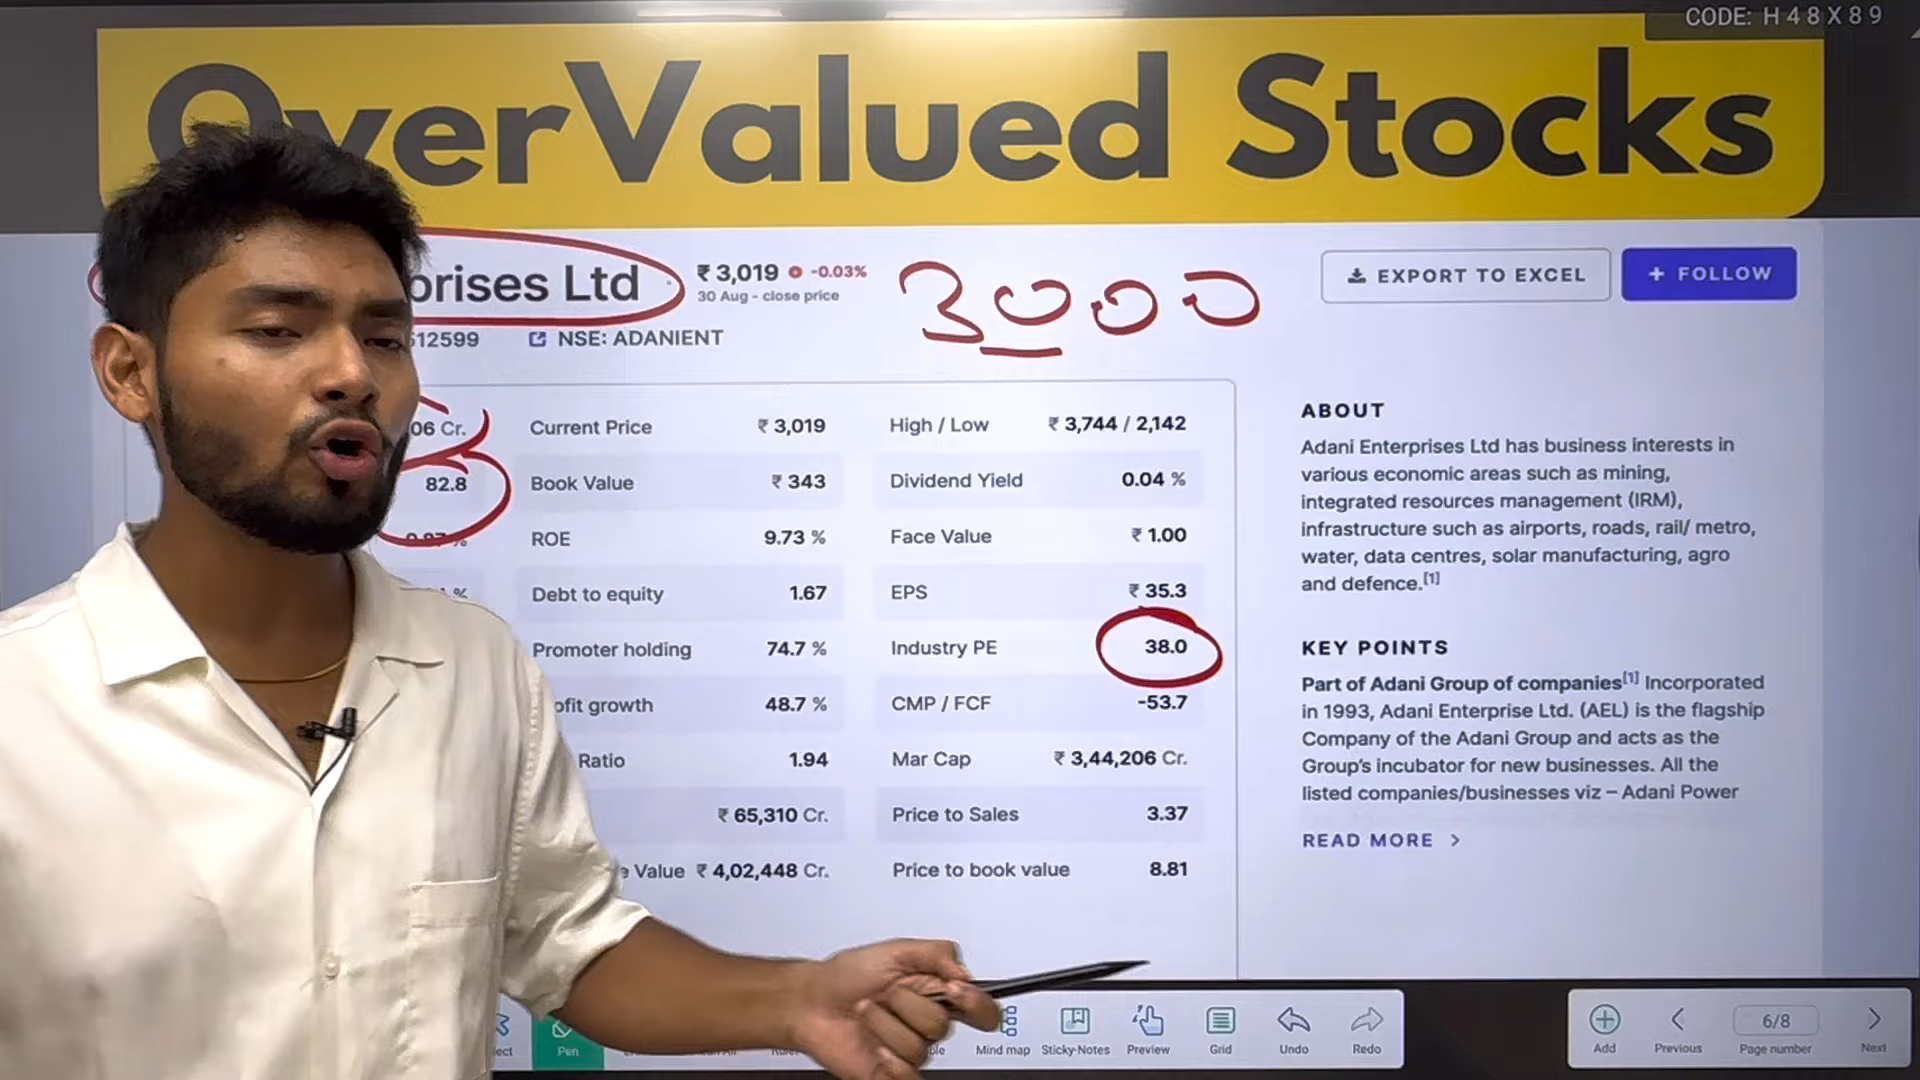 CODE: H48X89
OverValued Stocks
prises Ltd
₹ 3,019 -0.03%
30 Aug - close price
3000
EXPORT TO EXCEL
+ FOLLOW
512599
NSE: ADANIENT
06 Cr.
Current Price ₹ 3,019
High / Low ₹ 3,744 / 2,142
82.8
Book Value ₹ 343
Dividend Yield 0.04 %
ROE 9.73 %
Face Value ₹ 1.00
%
Debt to equity 1.67
EPS ₹ 35.3
Promoter holding 74.7 %
Industry PE 38.0
ofit growth 48.7 %
CMP / FCF -53.7
Ratio 1.94
Mar Cap ₹ 3,44,206 Cr.
₹ 65,310 Cr.
Price to Sales 3.37
e Value ₹ 4,02,448 Cr.
Price to book value 8.81
ABOUT
Adani Enterprises Ltd has business interests in
various economic areas such as mining,
integrated resources management (IRM),
infrastructure such as airports, roads, rail/ metro,
water, data centres, solar manufacturing, agro
and defence.[1]
KEY POINTS
Part of Adani Group of companies[1] Incorporated
in 1993, Adani Enterprise Ltd. (AEL) is the flagship
Company of the Adani Group and acts as the
Group's incubator for new businesses. All the
listed companies/businesses viz – Adani Power
READ MORE >
ect
Pen
Mind map
Sticky-Notes
Preview
Grid
Undo
Redo
Add
Previous
6/8
Page number
Next